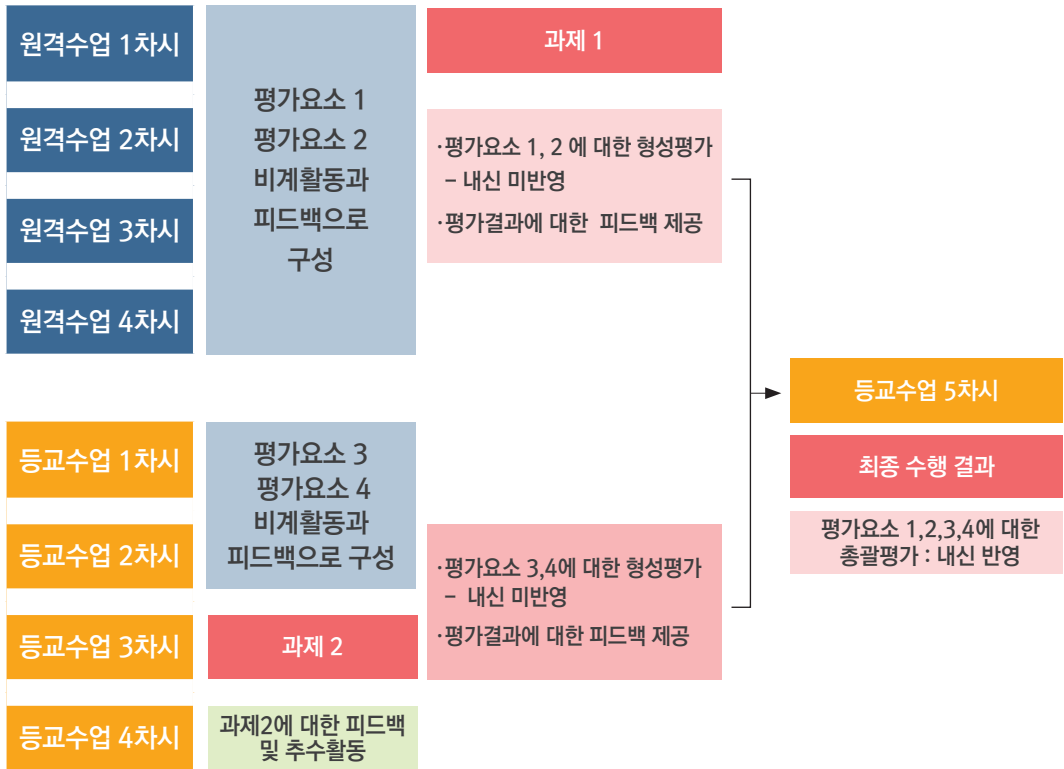 원격수업 1차시
원격수업 2차시
원격수업 3차시
원격수업 4차시
평가요소 1
평가요소 2
비계활동과
피드백으로
구성
과제 1
·평가요소 1, 2 에 대한 형성평가
– 내신 미반영
·평가결과에 대한 피드백 제공
등교수업 1차시
등교수업 2차시
등교수업 3차시
등교수업 4차시
평가요소 3
평가요소 4
비계활동과
피드백으로 구성
과제 2
과제2에 대한 피드백
및 추수활동
·평가요소 3,4에 대한 형성평가
– 내신 미반영
·평가결과에 대한 피드백 제공
등교수업 5차시
최종 수행 결과
평가요소 1,2,3,4에 대한
총괄평가 : 내신 반영